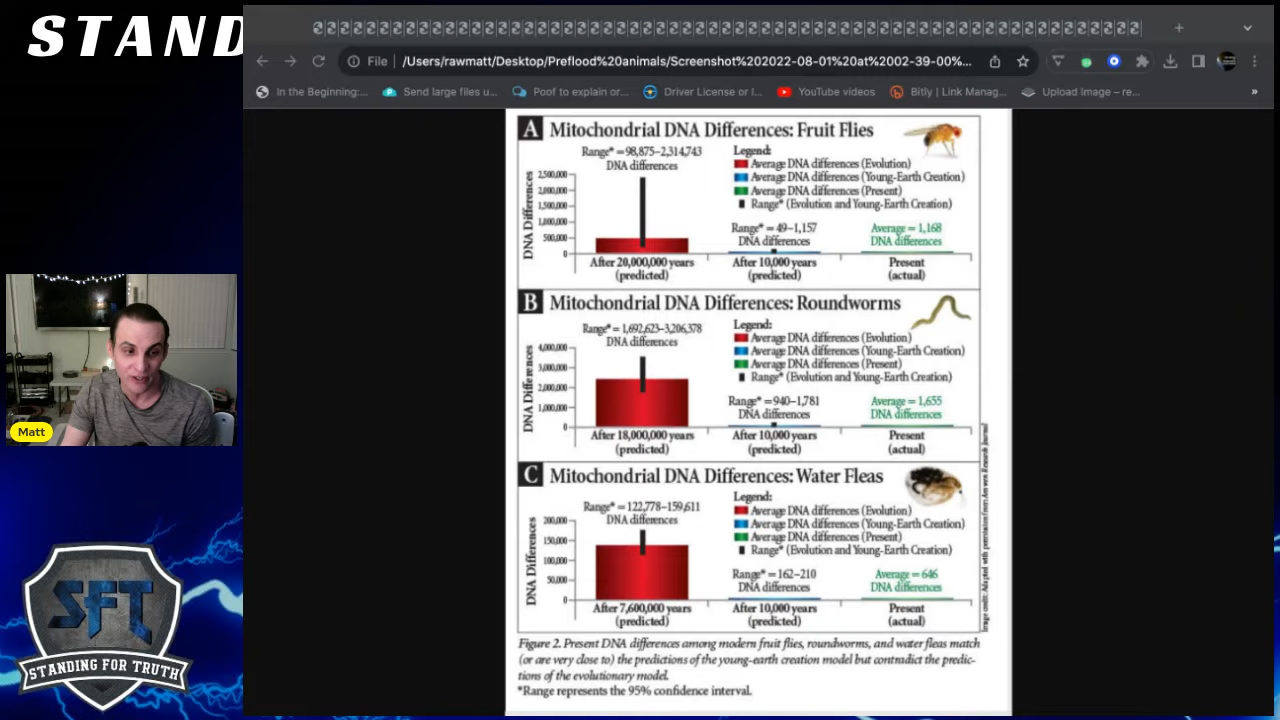 STAND
File
/Users/rawmatt/Desktop/Preflood%20animals/Screenshot%202022-08-01%20at%2002-39-00%...
In the Beginning:...
Send large files u...
Poof to explain or...
Driver License or I...
YouTube videos
Bitly | Link Manag...
Upload Image – re...
»
A Mitochondrial DNA Differences: Fruit Flies
Range* = 98,875–2,314,743
DNA differences
Legend:
Average DNA differences (Evolution)
Average DNA differences (Young-Earth Creation)
Average DNA differences (Present)
Range* (Evolution and Young-Earth Creation)
DNA Differences
2,500,000
2,000,000
1,500,000
1,000,000
500,000
0
Range* = 49–1,157
DNA differences
Average = 1,168
DNA differences
After 20,000,000 years
(predicted)
After 10,000 years
(predicted)
Present
(actual)
B Mitochondrial DNA Differences: Roundworms
Range* = 1,692,623–3,206,378
DNA differences
Legend:
Average DNA differences (Evolution)
Average DNA differences (Young-Earth Creation)
Average DNA differences (Present)
Range* (Evolution and Young-Earth Creation)
DNA Differences
4,000,000
3,000,000
2,000,000
1,000,000
0
Range* = 940–1,781
DNA differences
Average = 1,655
DNA differences
After 18,000,000 years
(predicted)
After 10,000 years
(predicted)
Present
(actual)
C Mitochondrial DNA Differences: Water Fleas
Range* = 122,778–159,611
DNA differences
Legend:
Average DNA differences (Evolution)
Average DNA differences (Young-Earth Creation)
Average DNA differences (Present)
Range* (Evolution and Young-Earth Creation)
DNA Differences
200,000
150,000
100,000
50,000
0
Range* = 162–210
DNA differences
Average = 646
DNA differences
After 7,600,000 years
(predicted)
After 10,000 years
(predicted)
Present
(actual)
Image credit: Adapted with permission from Answers Research Journal
Figure 2. Present DNA differences among modern fruit flies, roundworms, and water fleas match
(or are very close to) the predictions of the young-earth creation model but contradict the predic-
tions of the evolutionary model.
*Range represents the 95% confidence interval.
Matt
SFT
STANDING FOR TRUTH